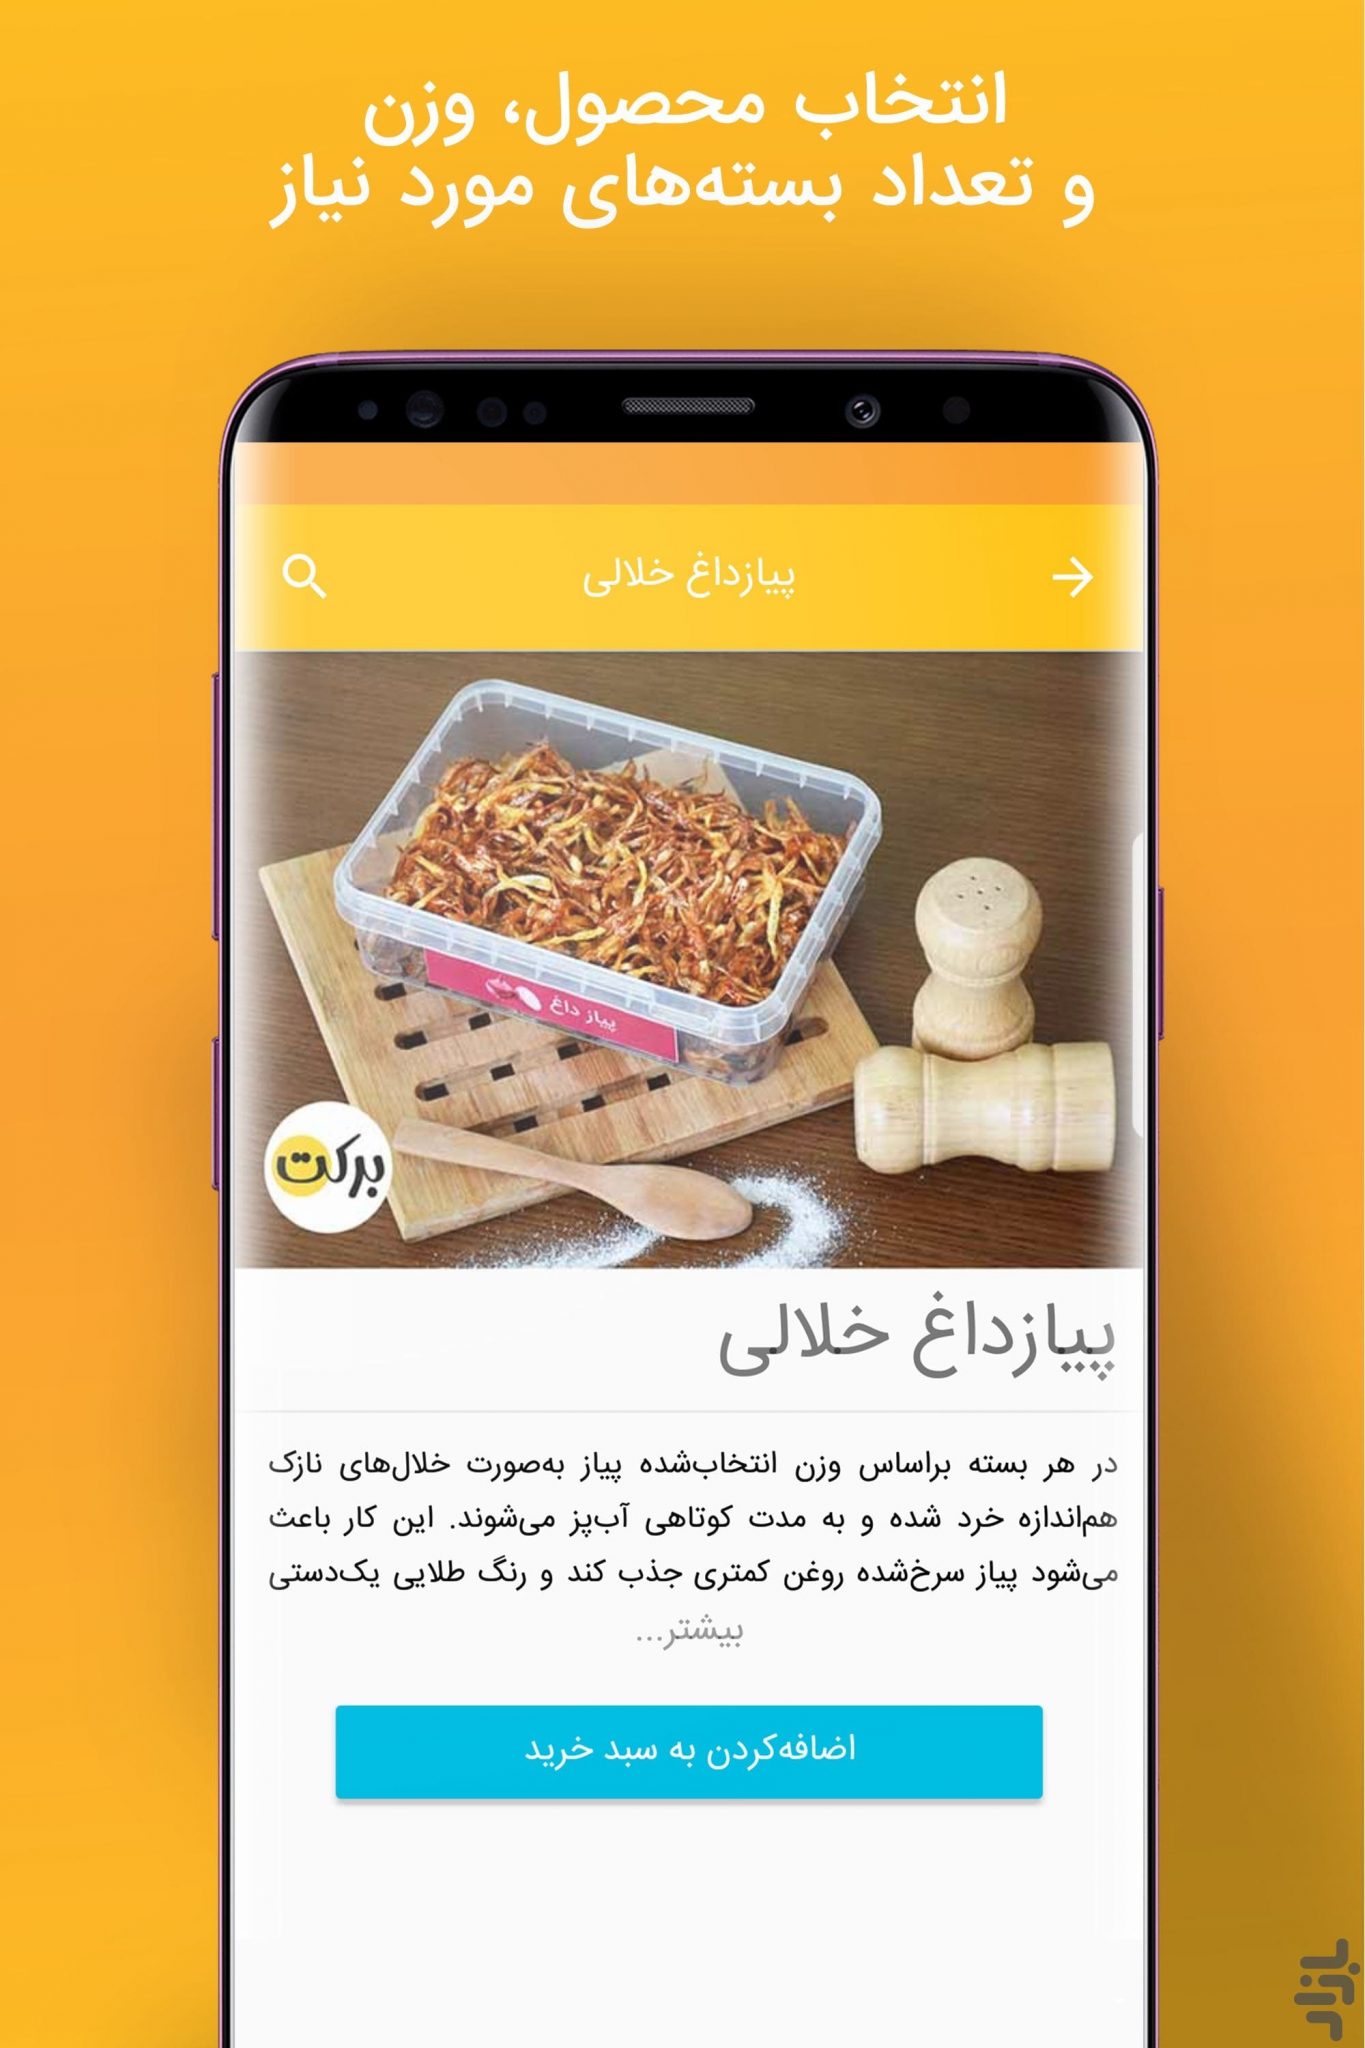 انتخاب محصول، وزن
و تعداد بسته‌های مورد نیاز
پیازداغ خلالی
پیاز داغ
برکت
پیازداغ خلالی
در هر بسته براساس وزن انتخاب‌شده پیاز به‌صورت خلال‌های نازک
هم‌اندازه خرد شده و به مدت کوتاهی آب‌پز می‌شوند. این کار باعث
می‌شود پیاز سرخ‌شده روغن کمتری جذب کند و رنگ طلایی یک‌دستی
بیشتر...
اضافه‌کردن به سبد خرید
بازار